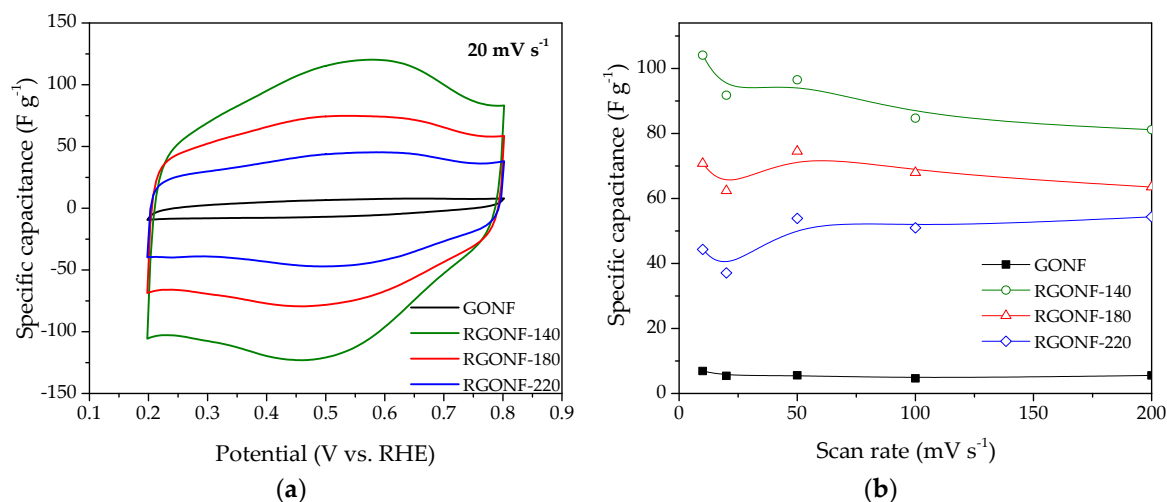 150
100
50
0
-50
-100
-150
0.1 0.2 0.3 0.4 0.5 0.6 0.7 0.8 0.9
Specific capacitance (F g⁻¹)
Potential (V vs. RHE)
20 mV s⁻¹
GONF
RGONF-140
RGONF-180
RGONF-220
(a)
100
80
60
40
20
0
0 50 100 150 200
Specific capacitance (F g⁻¹)
Scan rate (mV s⁻¹)
GONF
RGONF-140
RGONF-180
RGONF-220
(b)